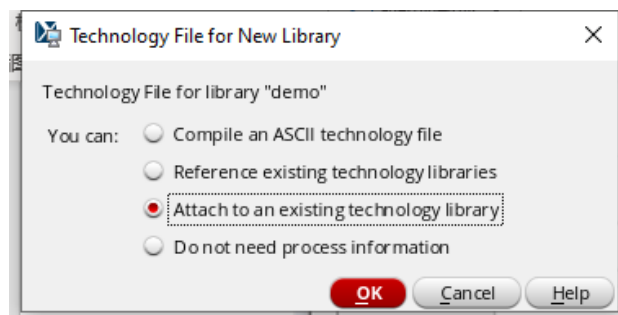 Technology File for New Library
Technology File for library "demo"
You can:
Compile an ASCII technology file
Reference existing technology libraries
Attach to an existing technology library
Do not need process information
OK Cancel Help